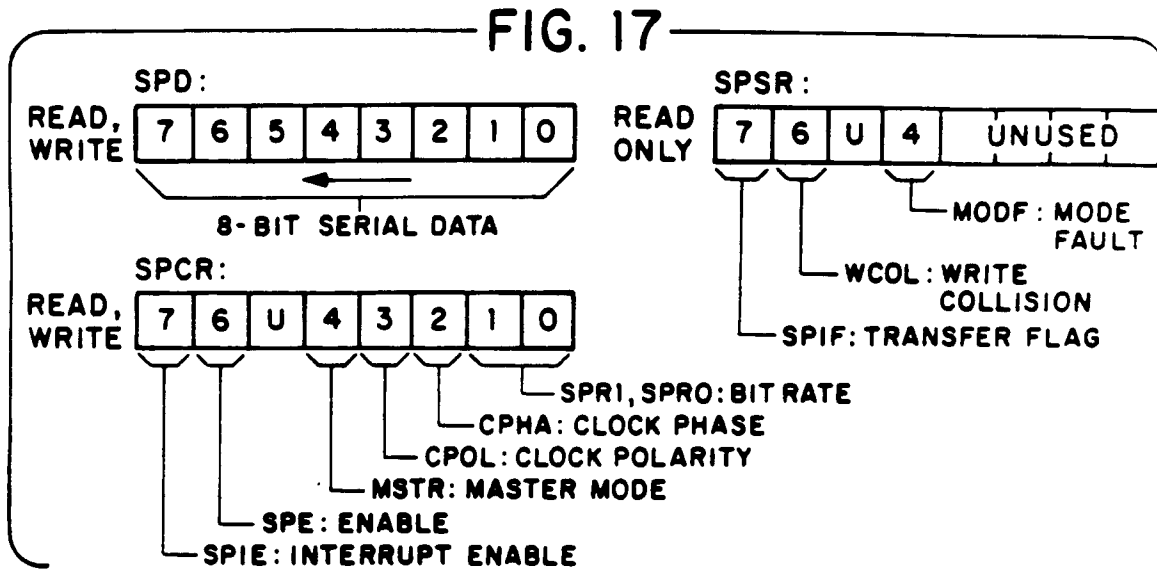 FIG. 17
SPD:
READ, WRITE 7 6 5 4 3 2 1 0
8-BIT SERIAL DATA
SPCR:
READ, WRITE 7 6 U 4 3 2 1 0
SPR1, SPR0: BIT RATE
CPHA: CLOCK PHASE
CPOL: CLOCK POLARITY
MSTR: MASTER MODE
SPE: ENABLE
SPIE: INTERRUPT ENABLE
SPSR:
READ ONLY 7 6 U 4 UNUSED
MODF: MODE
FAULT
WCOL: WRITE
COLLISION
SPIF: TRANSFER FLAG